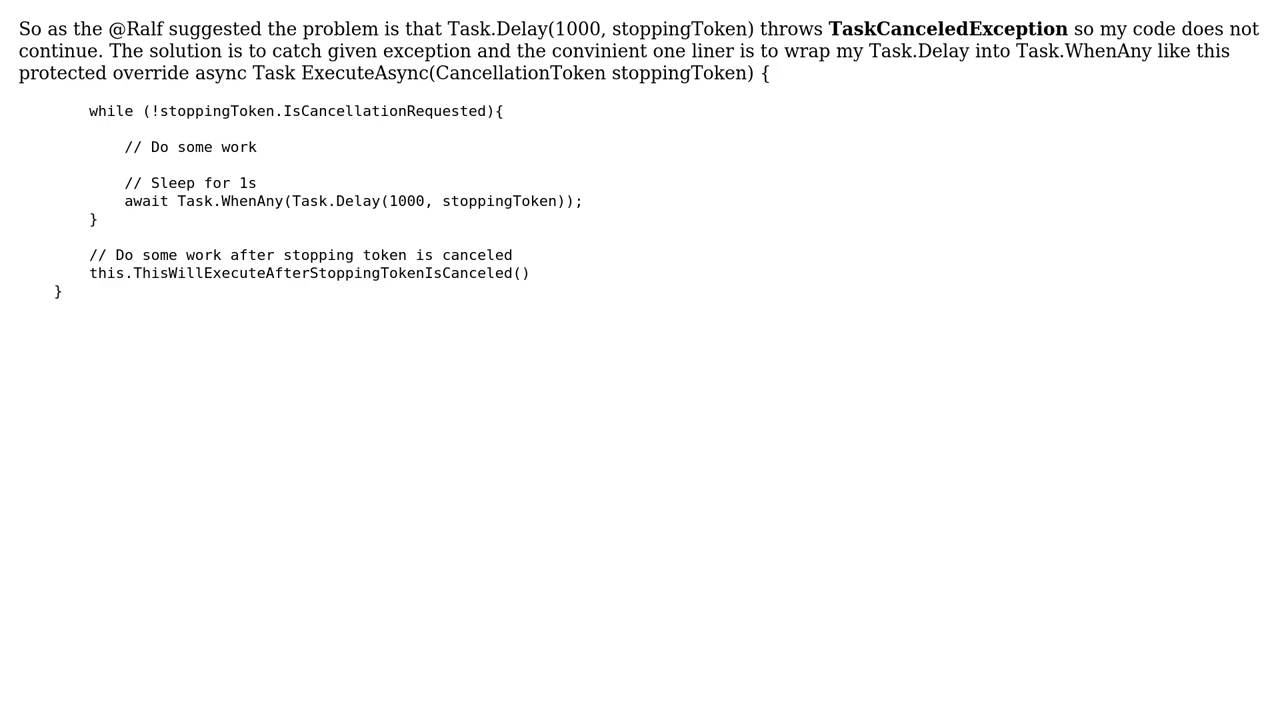 So as the @Ralf suggested the problem is that Task.Delay(1000, stoppingToken) throws TaskCanceledException so my code does not
continue. The solution is to catch given exception and the convinient one liner is to wrap my Task.Delay into Task.WhenAny like this
protected override async Task ExecuteAsync(CancellationToken stoppingToken) {
while (!stoppingToken.IsCancellationRequested){
// Do some work
// Sleep for 1s
await Task.WhenAny(Task.Delay(1000, stoppingToken));
}
// Do some work after stopping token is canceled
this.ThisWillExecuteAfterStoppingTokenIsCanceled()
}